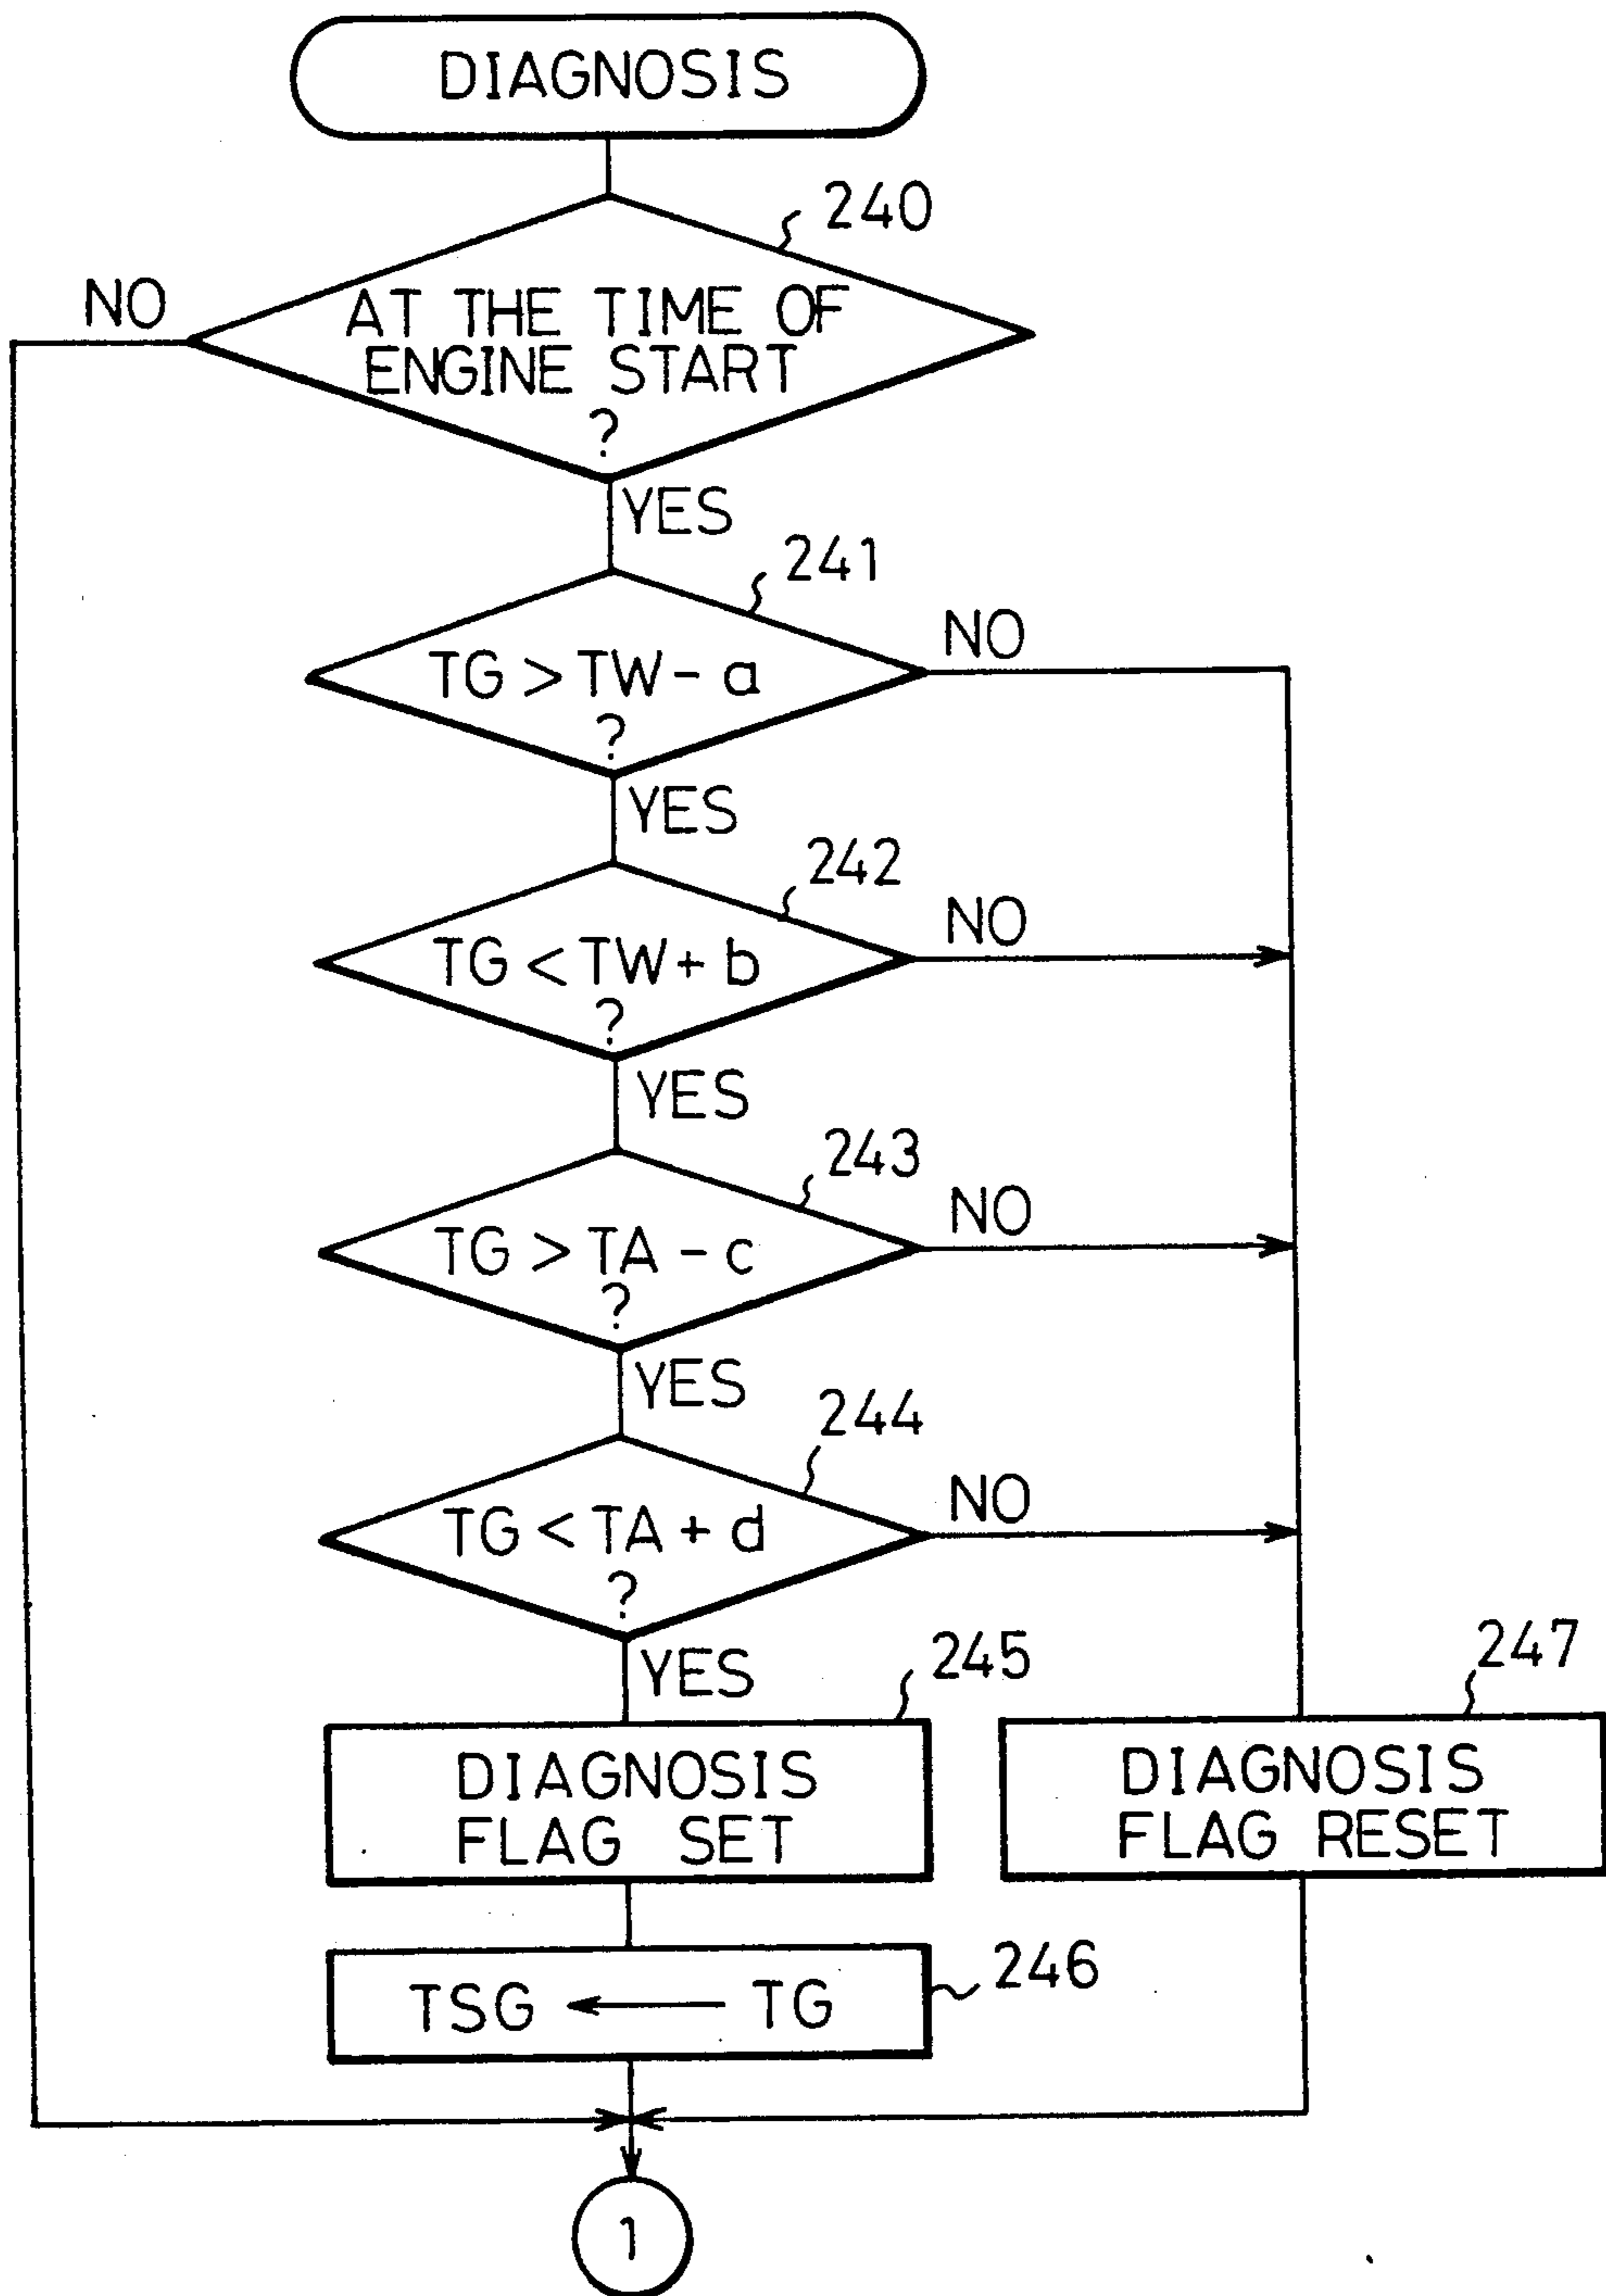 DIAGNOSIS
240
NO
AT THE TIME OF
ENGINE START
?
YES
241
NO
TG > TW - a
?
YES
242
NO
TG < TW + b
?
YES
243
NO
TG > TA - c
?
YES
244
NO
TG < TA + d
?
YES
245
247
DIAGNOSIS
FLAG SET
DIAGNOSIS
FLAG RESET
246
TSG ← TG
1